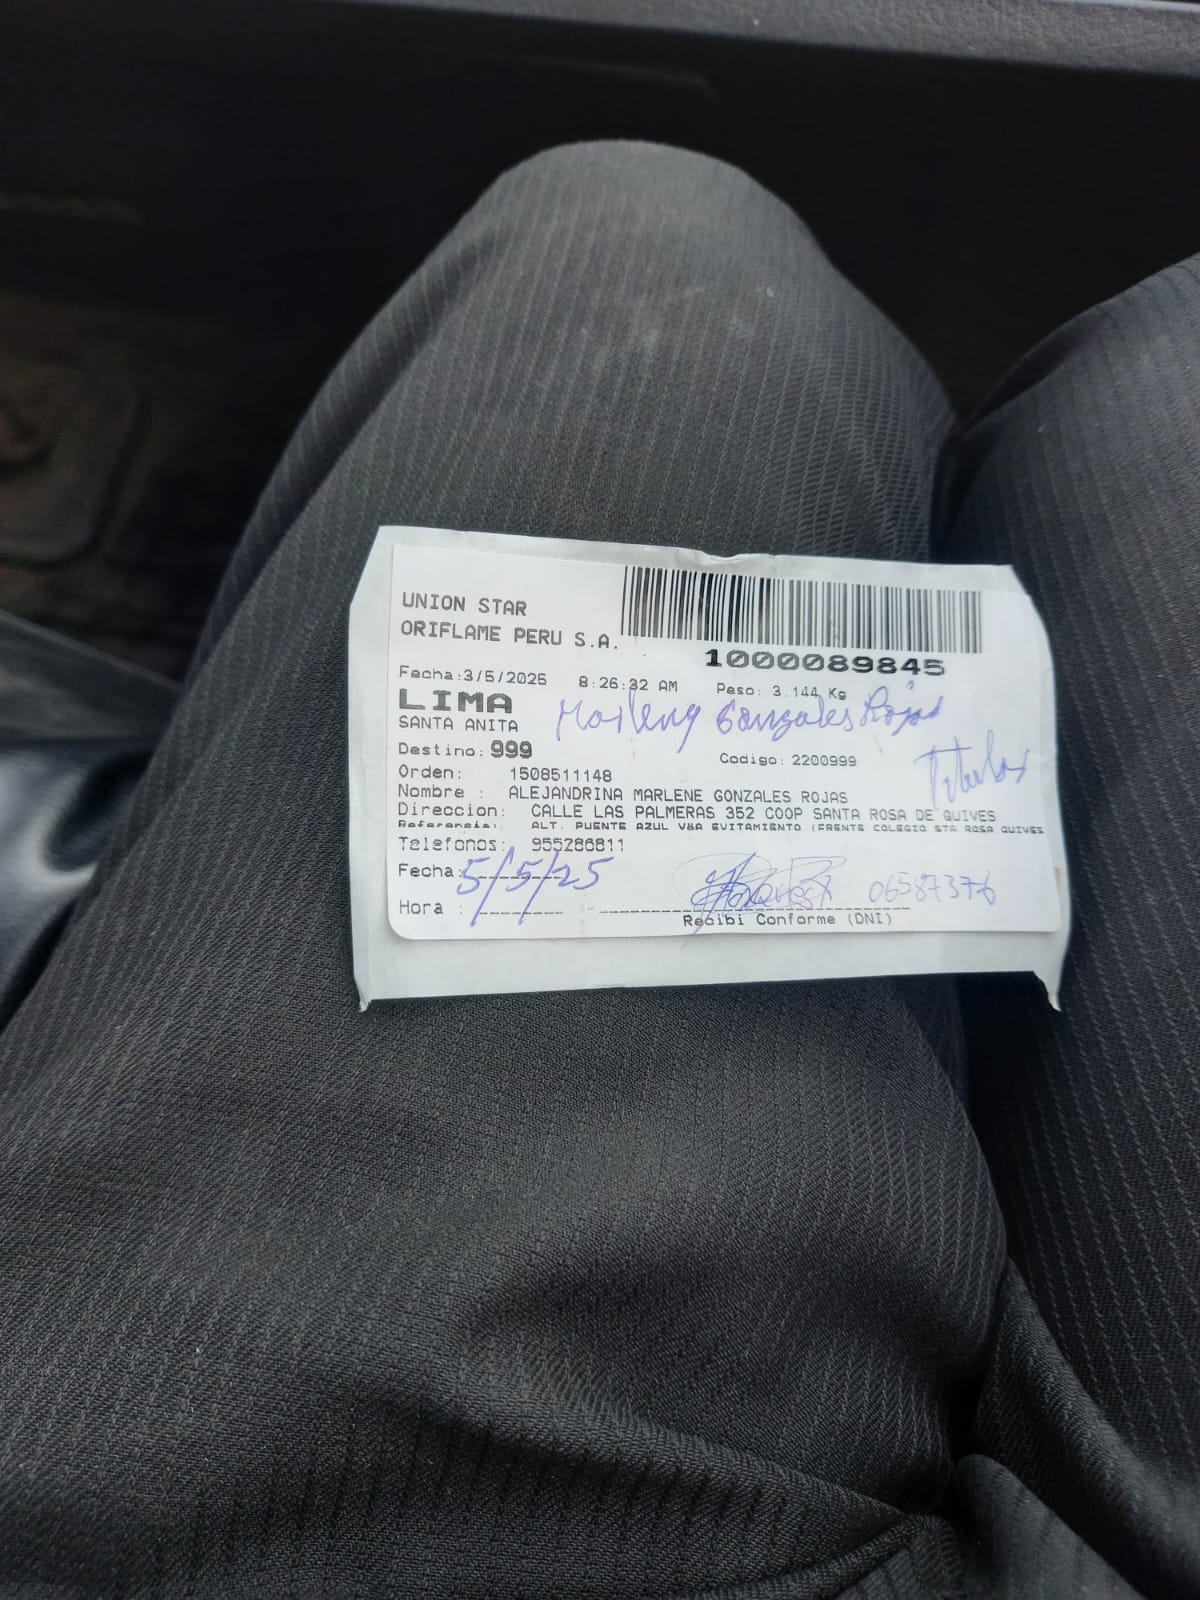 UNION STAR
ORIFLAME PERU S.A.
1000089845
Fecha:3/5/2025 8:26:32 AM Peso: 3.144 Kg
LIMA
SANTA ANITA
Marleny Gonzales Rojas
Titular
Destino: 999 Codigo: 2200999
Orden: 1508511148
Nombre : ALEJANDRINA MARLENE GONZALES ROJAS
Direccion: CALLE LAS PALMERAS 352 COOP SANTA ROSA DE QUIVES
Referencia: ALT. PUENTE AZUL VÍA EVITAMIENTO (FRENTE COLEGIO STA ROSA QUIVES
Telefonos: 955286811
Fecha: 5/5/25
06587376
Hora :
Recibi Conforme (DNI)